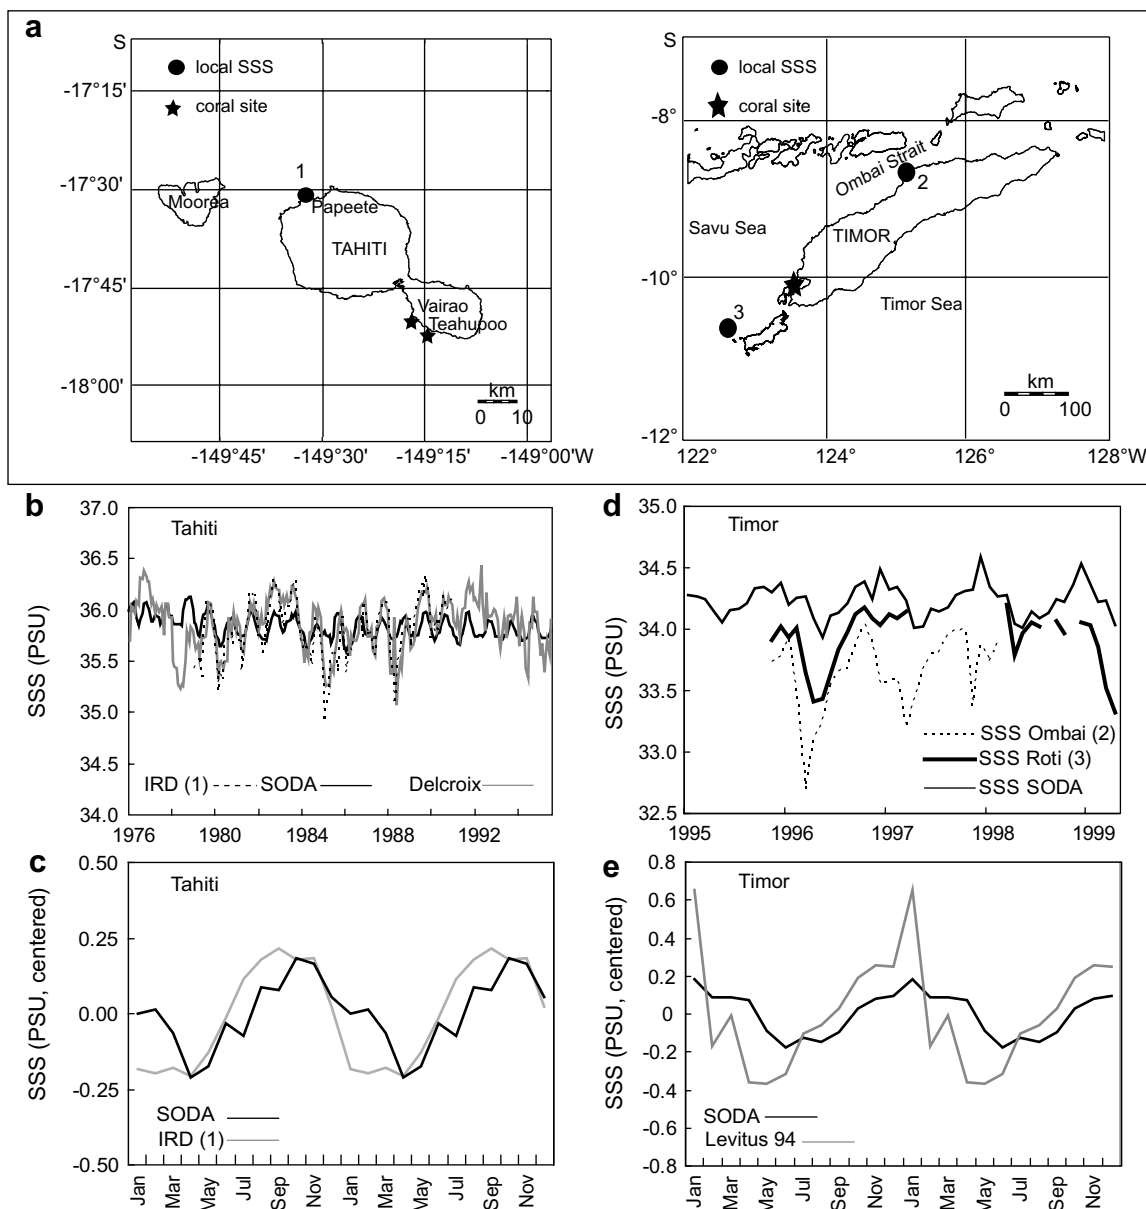 a
S
local SSS
coral site
-17°15'
-17°30'
-17°45'
-18°00'
1
Moorea
Papeete
TAHITI
Vairao
Teahupoo
km
0 10
-149°45' -149°30' -149°15' -149°00'W
S
local SSS
coral site
-8°
-10°
-12°
Ombai Strait
2
Savu Sea
TIMOR
Timor Sea
3
km
0 100
122° 124° 126° 128°W
b
Tahiti
SSS (PSU)
37.0
36.5
36.0
35.5
35.0
34.5
34.0
IRD (1) SODA Delcroix
1976 1980 1984 1988 1992
d
Timor
SSS (PSU)
35.0
34.5
34.0
33.5
33.0
32.5
SSS Ombai (2)
SSS Roti (3)
SSS SODA
1995 1996 1997 1998 1999
c
Tahiti
SSS (PSU, centered)
0.50
0.25
0.00
-0.25
-0.50
SODA
IRD (1)
Jan Mar May Jul Sep Nov Jan Mar May Jul Sep Nov
e
Timor
SSS (PSU, centered)
0.8
0.6
0.4
0.2
0
-0.2
-0.4
-0.6
-0.8
SODA
Levitus 94
Jan Mar May Jul Sep Nov Jan Mar May Jul Sep Nov